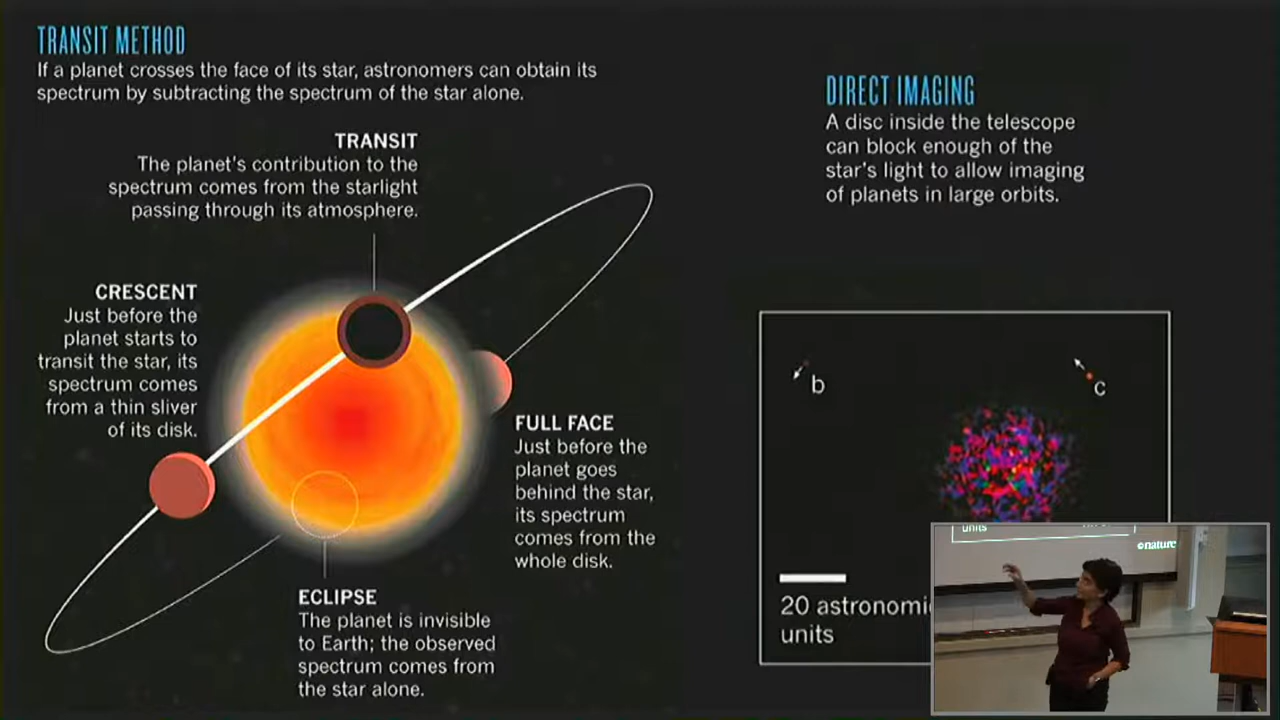 TRANSIT METHOD
If a planet crosses the face of its star, astronomers can obtain its
spectrum by subtracting the spectrum of the star alone.
TRANSIT
The planet's contribution to the
spectrum comes from the starlight
passing through its atmosphere.
CRESCENT
Just before the
planet starts to
transit the star, its
spectrum comes
from a thin sliver
of its disk.
FULL FACE
Just before the
planet goes
behind the star,
its spectrum
comes from the
whole disk.
ECLIPSE
The planet is invisible
to Earth; the observed
spectrum comes from
the star alone.
DIRECT IMAGING
A disc inside the telescope
can block enough of the
star's light to allow imaging
of planets in large orbits.
b
c
20 astronomi
units
units
©nature